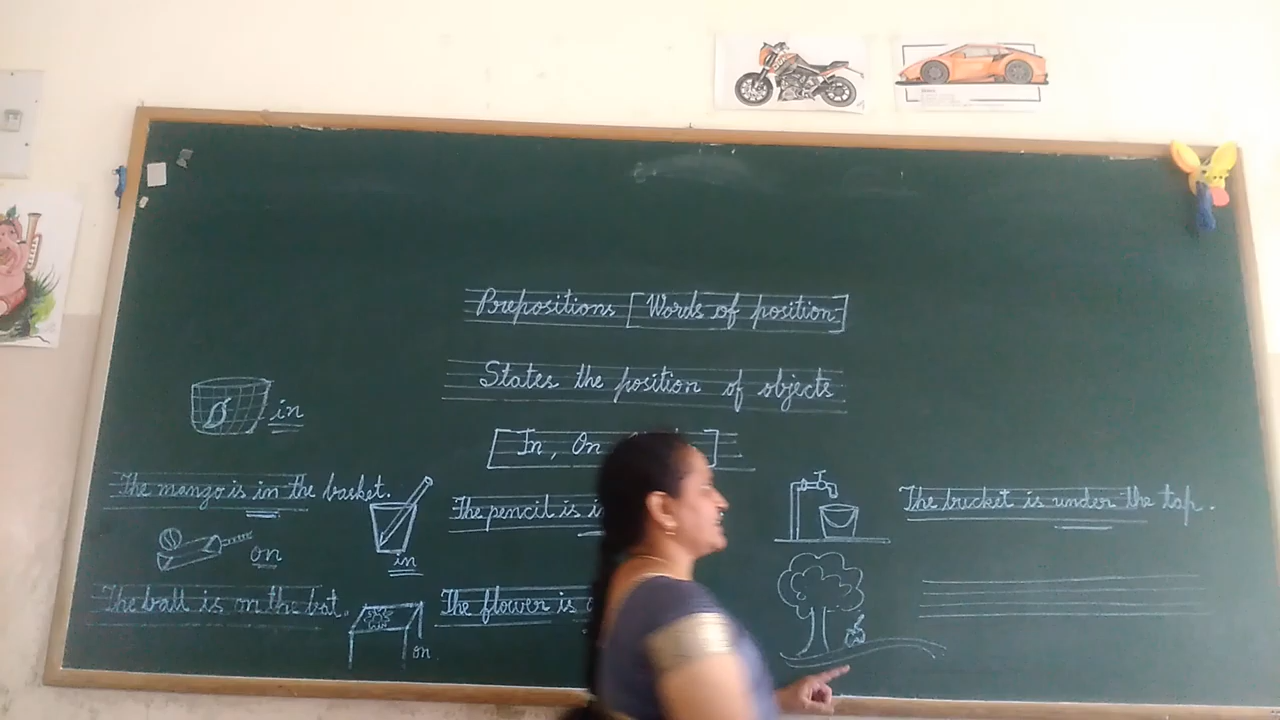 Prepositions [ Words of position ]
States the position of objects
[ In, On
in
The mango is in the basket.
in
The pencil is
The bucket is under the tap.
on
The ball is on the bat.
on
The flower is